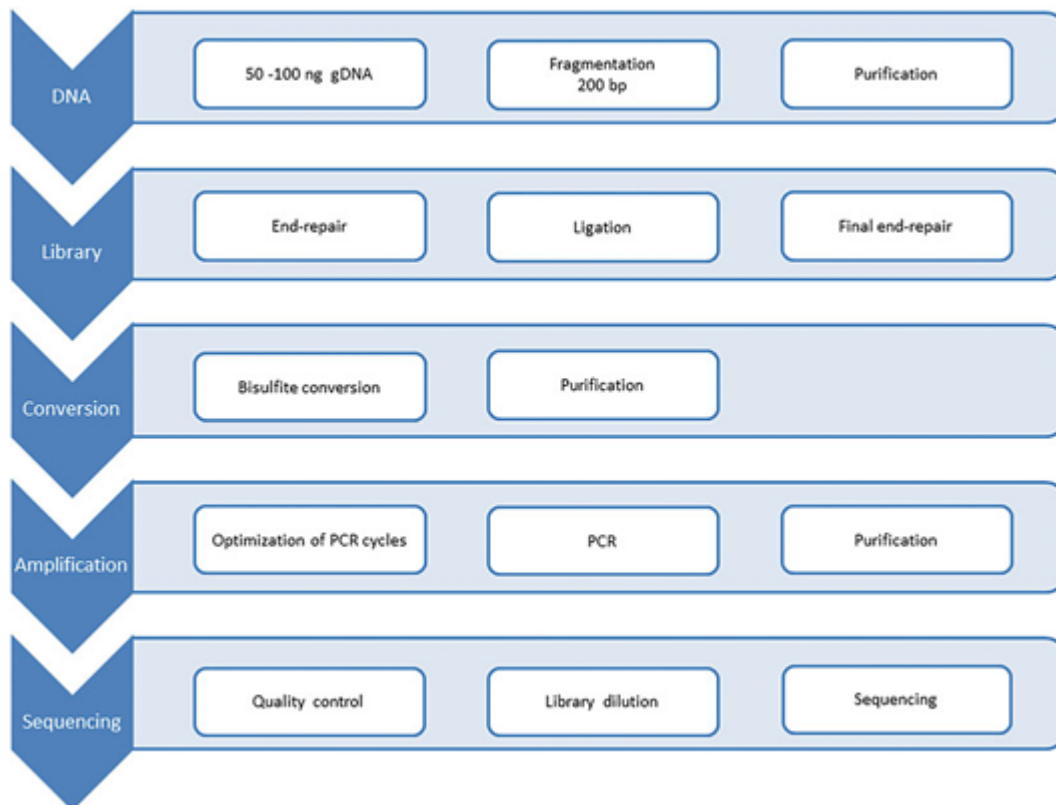 DNA
50 -100 ng gDNA
Fragmentation
200 bp
Purification
Library
End-repair
Ligation
Final end-repair
Conversion
Bisulfite conversion
Purification
Amplification
Optimization of PCR cycles
PCR
Purification
Sequencing
Quality control
Library dilution
Sequencing